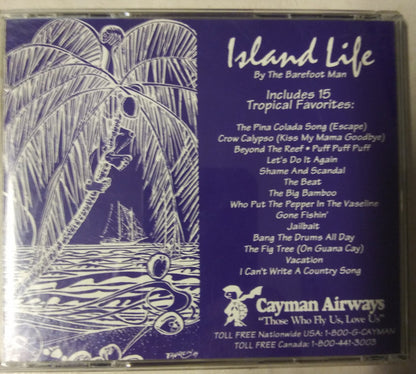 Island Life
By The Barefoot Man
Includes 15
Tropical Favorites:
The Pina Colada Song (Escape)
Crow Calypso (Kiss My Mama Goodbye)
Beyond The Reef • Puff Puff Puff
Let's Do It Again
Shame And Scandal
The Beat
The Big Bamboo
Who Put The Pepper In The Vaseline
Gone Fishin'
Jailbait
Bang The Drums All Day
The Fig Tree (On Guana Cay)
Vacation
I Can't Write A Country Song
Cayman Airways
"Those Who Fly Us, Love Us"
TOLL FREE Nationwide USA: 1-800-G-CAYMAN
TOLL FREE Canada: 1-800-441-3003